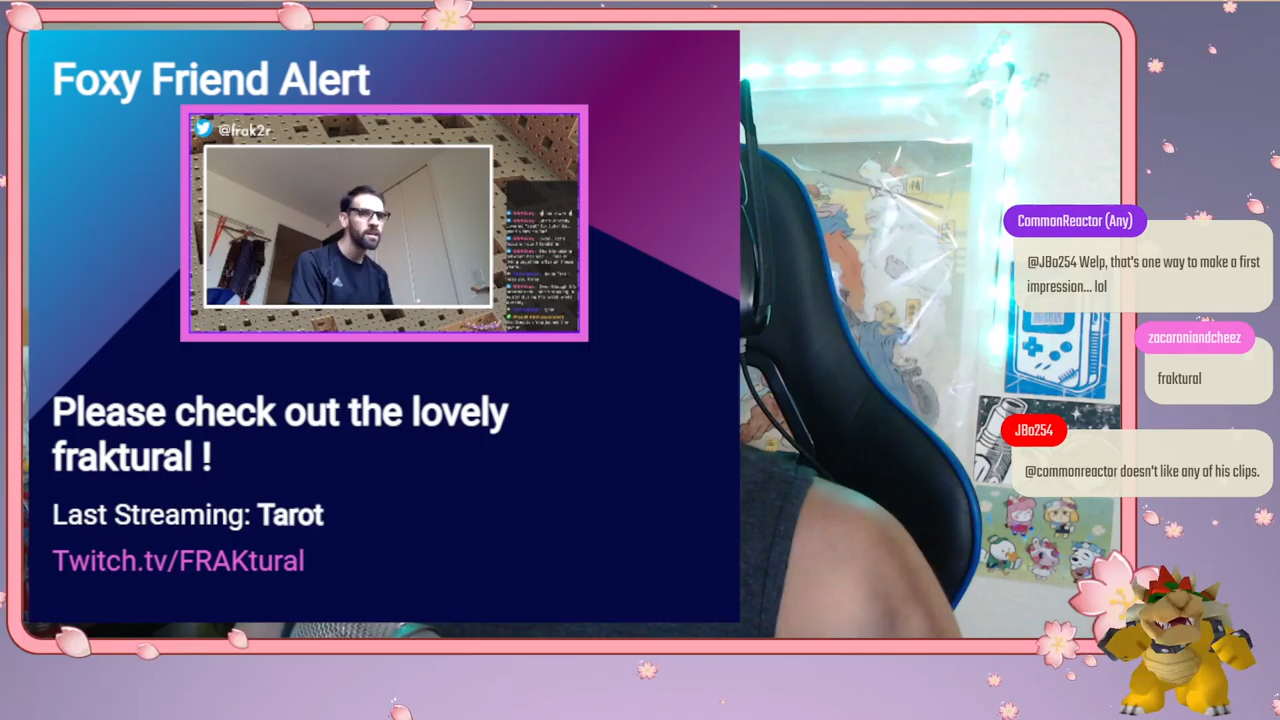 Foxy Friend Alert
@frak2r
Please check out the lovely
fraktural !
Last Streaming: Tarot
Twitch.tv/FRAKtural
CommonReactor (Any)
@JBo254 Welp, that's one way to make a first
impression... lol
zacaroniandcheez
fraktural
JBo254
@commonreactor doesn't like any of his clips.